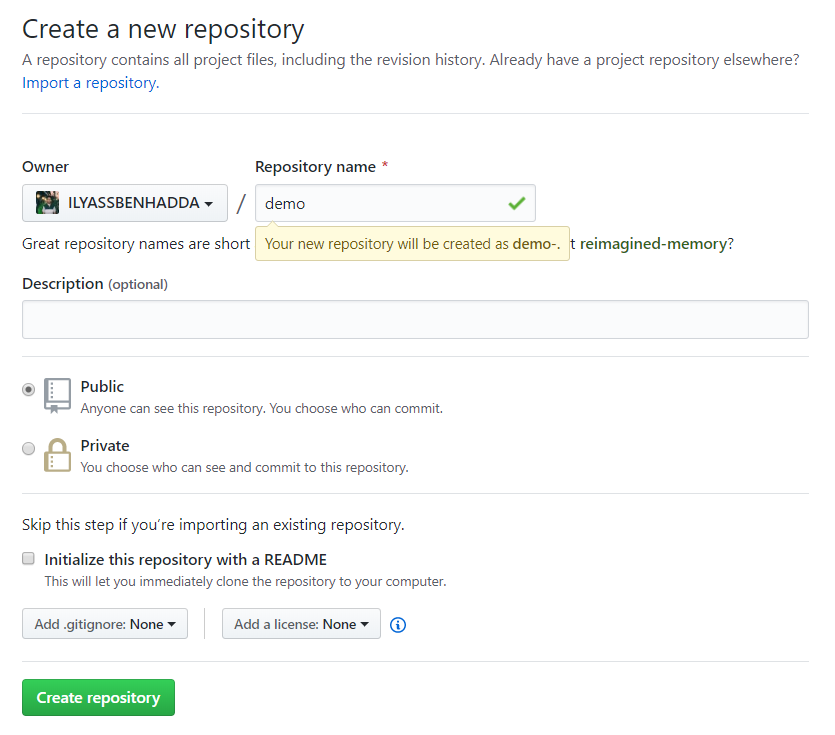 Create a new repository
A repository contains all project files, including the revision history. Already have a project repository elsewhere?
Import a repository.
Owner
Repository name *
ILYASSBENHADDA
/
demo
Great repository names are short
Your new repository will be created as demo-.
t reimagined-memory?
Description (optional)
Public
Anyone can see this repository. You choose who can commit.
Private
You choose who can see and commit to this repository.
Skip this step if you’re importing an existing repository.
Initialize this repository with a README
This will let you immediately clone the repository to your computer.
Add .gitignore: None
Add a license: None
Create repository